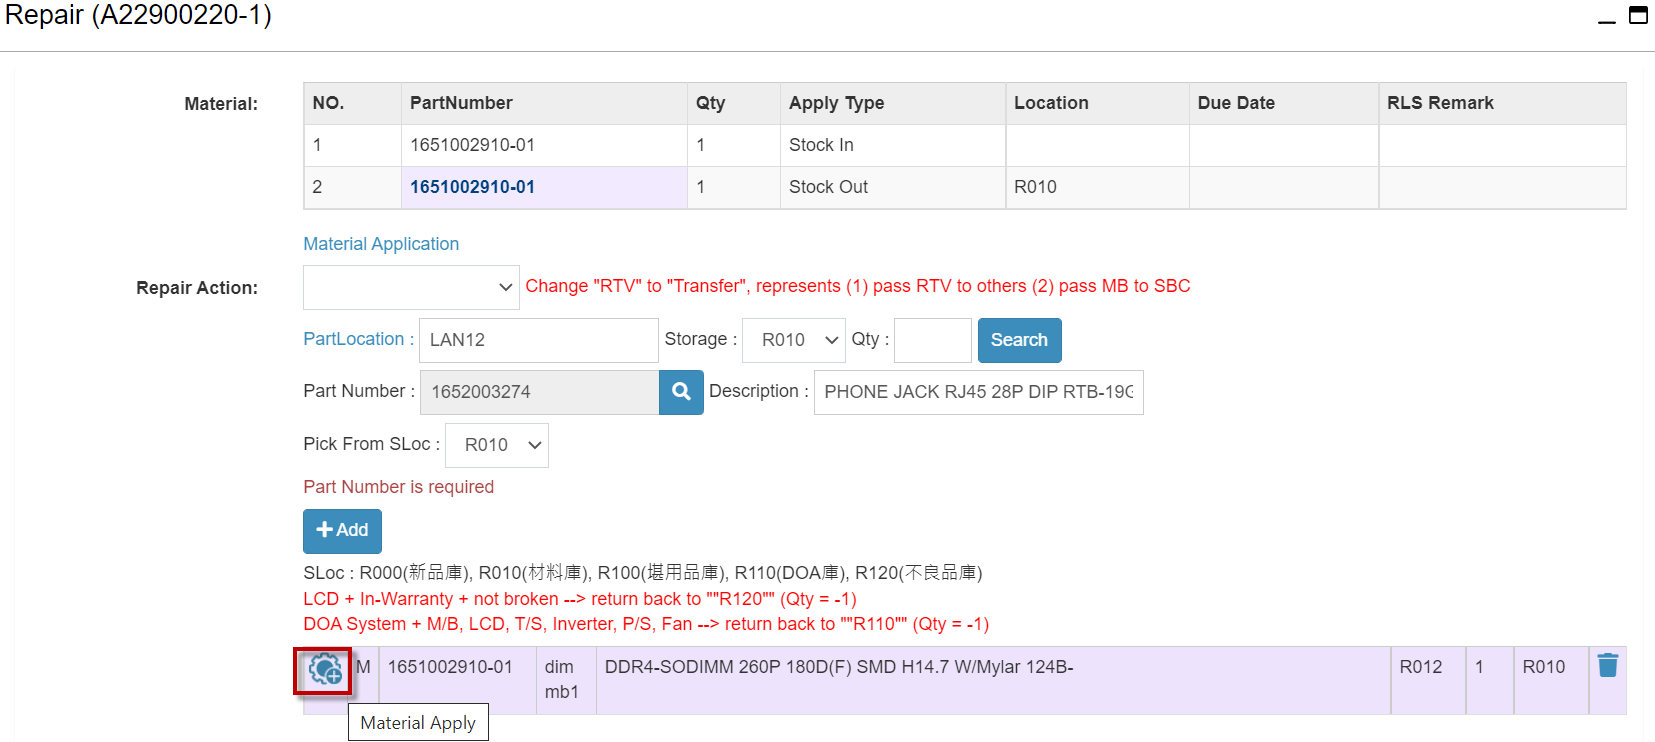 Repair (A22900220-1)
Material:
NO. PartNumber Qty Apply Type Location Due Date RLS Remark
1 1651002910-01 1 Stock In
2 1651002910-01 1 Stock Out R010
Material Application
Repair Action: Change "RTV" to "Transfer", represents (1) pass RTV to others (2) pass MB to SBC
PartLocation : LAN12 Storage : R010 Qty : Search
Part Number : 1652003274 Description : PHONE JACK RJ45 28P DIP RTB-19G
Pick From SLoc : R010
Part Number is required
Add
SLoc : R000(新品庫), R010(材料庫), R100(堪用品庫), R110(DOA庫), R120(不良品庫)
LCD + In-Warranty + not broken --> return back to ""R120"" (Qty = -1)
DOA System + M/B, LCD, T/S, Inverter, P/S, Fan --> return back to ""R110"" (Qty = -1)
M 1651002910-01 dim DDR4-SODIMM 260P 180D(F) SMD H14.7 W/Mylar 124B- R012 1 R010
mb1
Material Apply